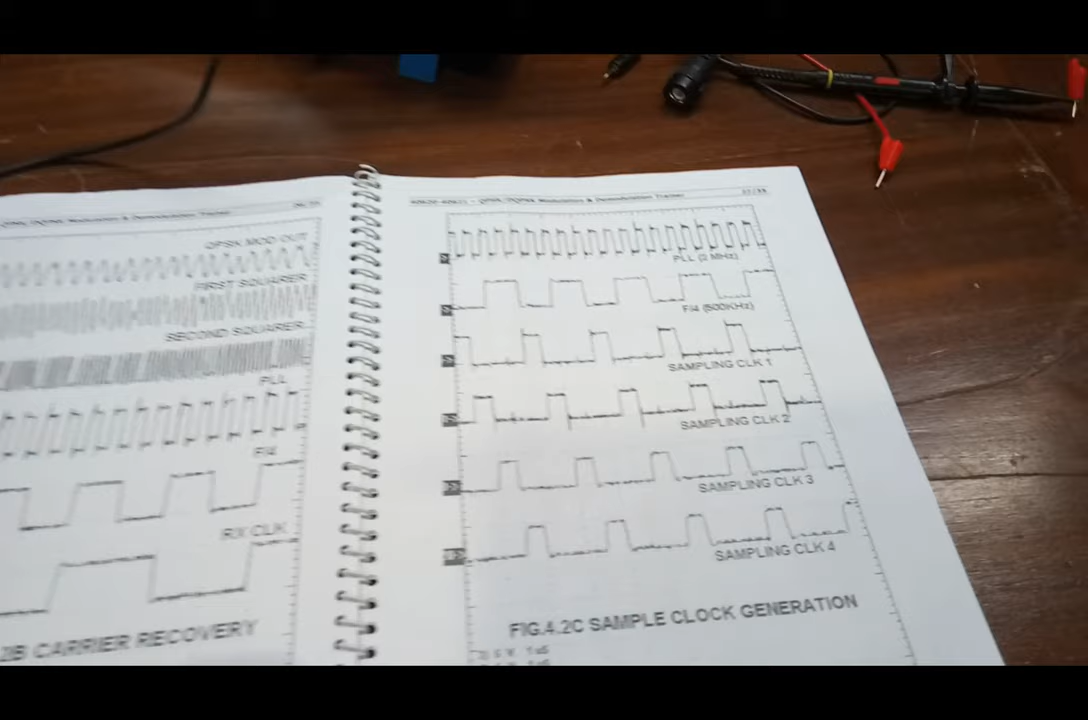 QPSK MOD OUT
FIRST SQUARER
SECOND SQUARER
PLL
F/4
RX CLK
CARRIER RECOVERY
QPSK /DQPSK Modulation & Demodulation Trainer
PLL (2 MHz)
F/4 (500KHz)
SAMPLING CLK 1
SAMPLING CLK 2
SAMPLING CLK 3
SAMPLING CLK 4
FIG.4.2C SAMPLE CLOCK GENERATION